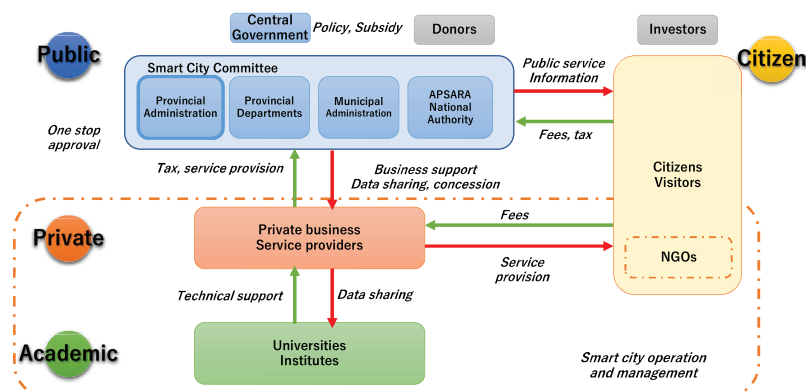 Central
Government
Policy, Subsidy
Donors
Investors
Public
Citizen
Smart City Committee
Provincial
Administration
Provincial
Departments
Municipal
Administration
APSARA
National
Authority
Public service
Information
One stop
approval
Fees, tax
Tax, service provision
Business support
Data sharing, concession
Citizens
Visitors
Private
Private business
Service providers
Fees
Service
provision
NGOs
Technical support
Data sharing
Academic
Universities
Institutes
Smart city operation
and management